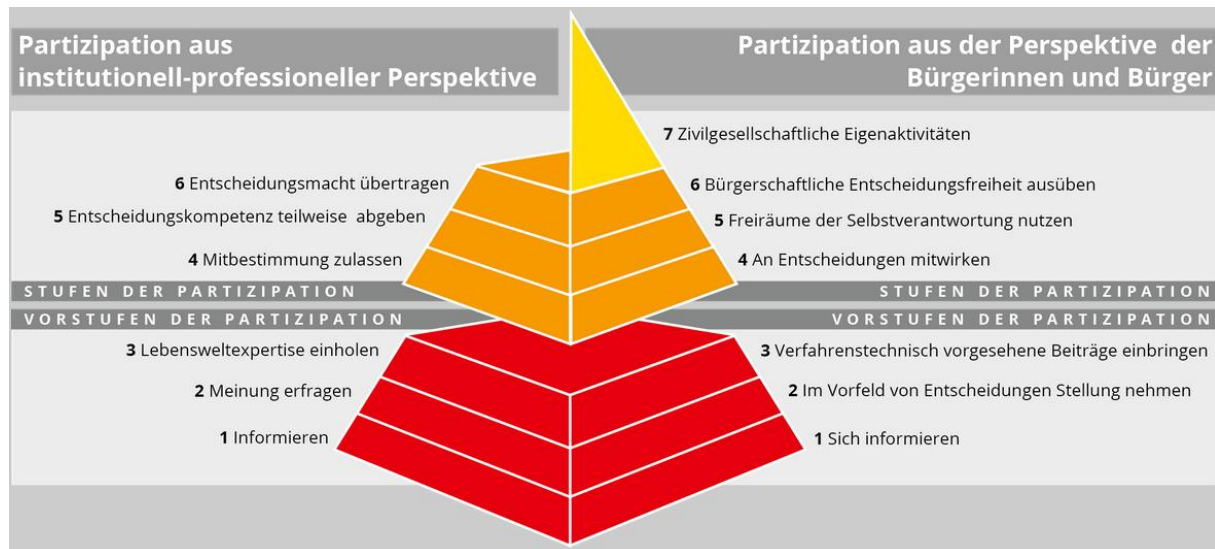 Partizipation aus
institutionell-professioneller Perspektive
Partizipation aus der Perspektive der
Bürgerinnen und Bürger
7 Zivilgesellschaftliche Eigenaktivitäten
6 Entscheidungsmacht übertragen
6 Bürgerschaftliche Entscheidungsfreiheit ausüben
5 Entscheidungskompetenz teilweise abgeben
5 Freiräume der Selbstverantwortung nutzen
4 Mitbestimmung zulassen
4 An Entscheidungen mitwirken
STUFEN DER PARTIZIPATION
STUFEN DER PARTIZIPATION
VORSTUFEN DER PARTIZIPATION
VORSTUFEN DER PARTIZIPATION
3 Lebensweltexpertise einholen
3 Verfahrenstechnisch vorgesehene Beiträge einbringen
2 Meinung erfragen
2 Im Vorfeld von Entscheidungen Stellung nehmen
1 Informieren
1 Sich informieren